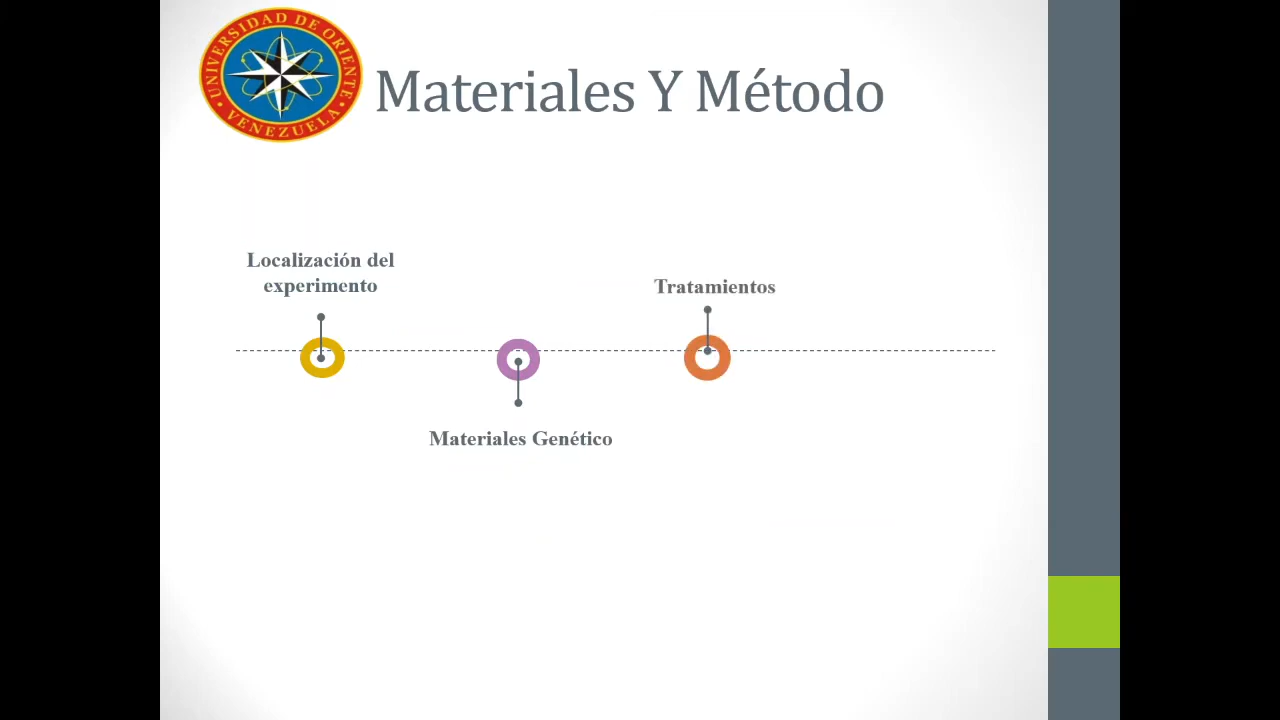 UNIVERSIDAD DE ORIENTE
VENEZUELA
Materiales Y Método
Localización del
experimento
Tratamientos
Materiales Genético